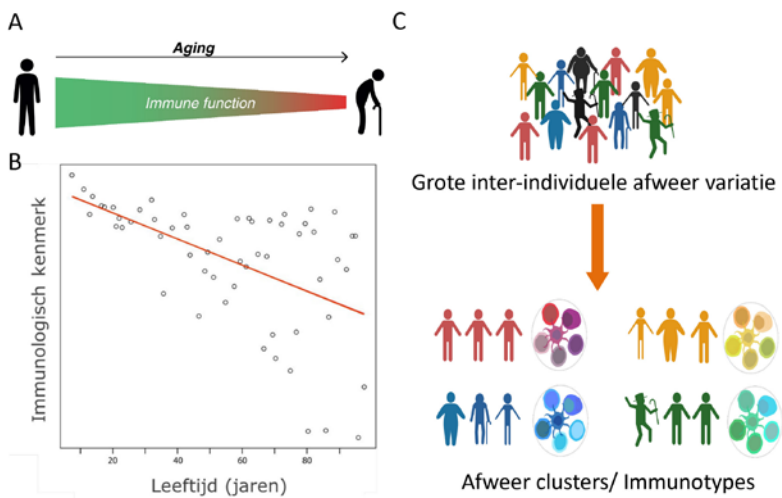 A
Aging
Immune function
B
Immunologisch kenmerk
20 40 60 80
Leeftijd (jaren)
C
Grote inter-individuele afweer variatie
Afweer clusters/ Immunotypes